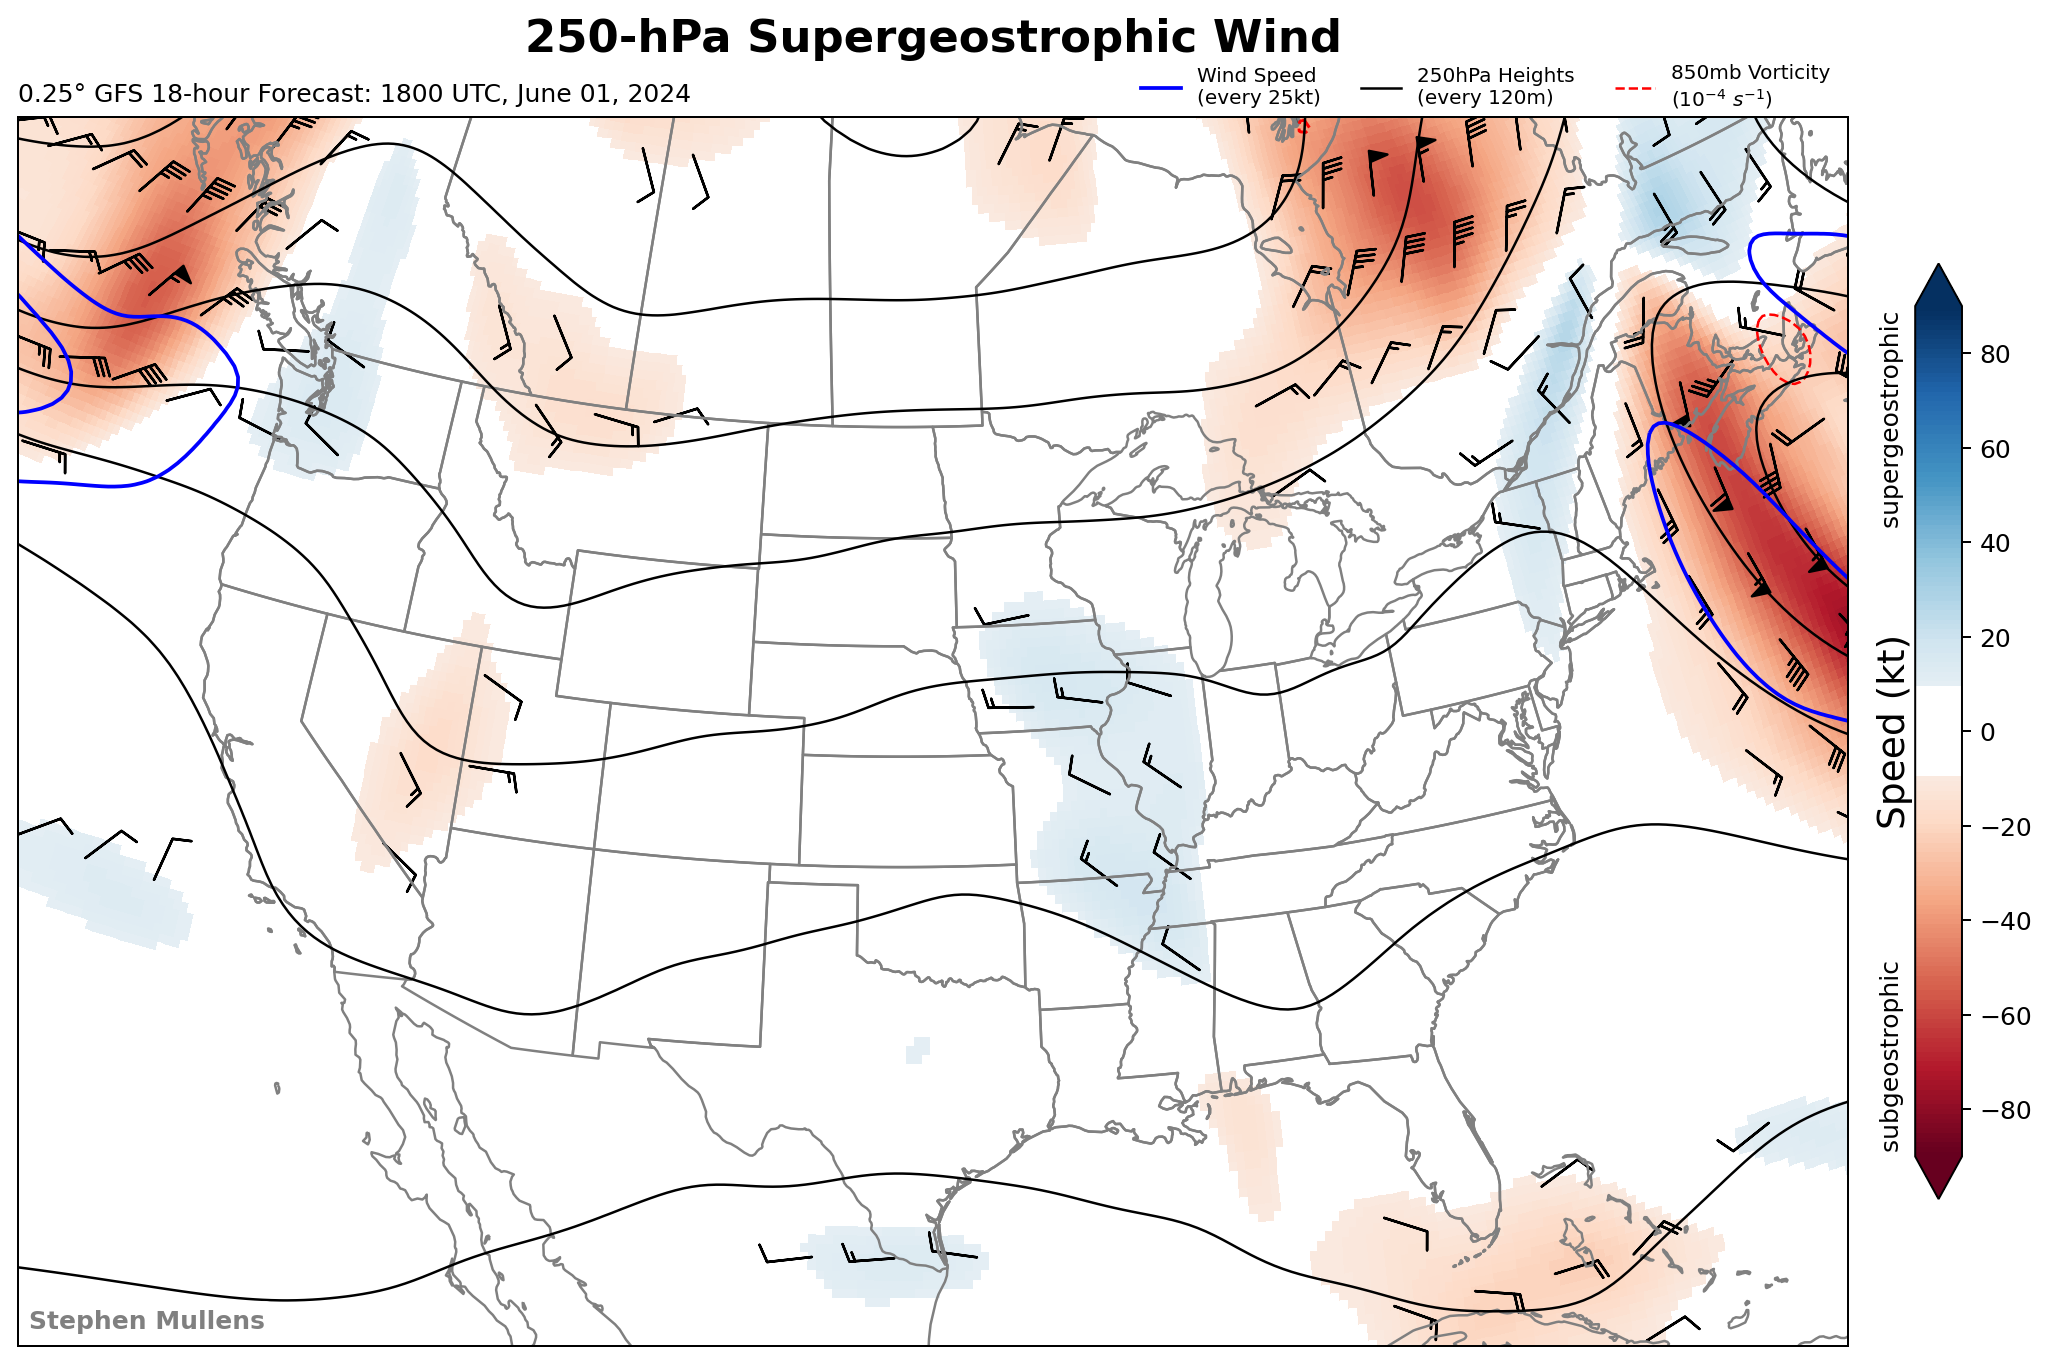 250-hPa Supergeostrophic Wind
0.25° GFS 18-hour Forecast: 1800 UTC, June 01, 2024
Wind Speed
(every 25kt)
250hPa Heights
(every 120m)
850mb Vorticity
(10⁻⁴ s⁻¹)
supergeostrophic
Speed (kt)
subgeostrophic
80
60
40
20
0
−20
−40
−60
−80
Stephen Mullens